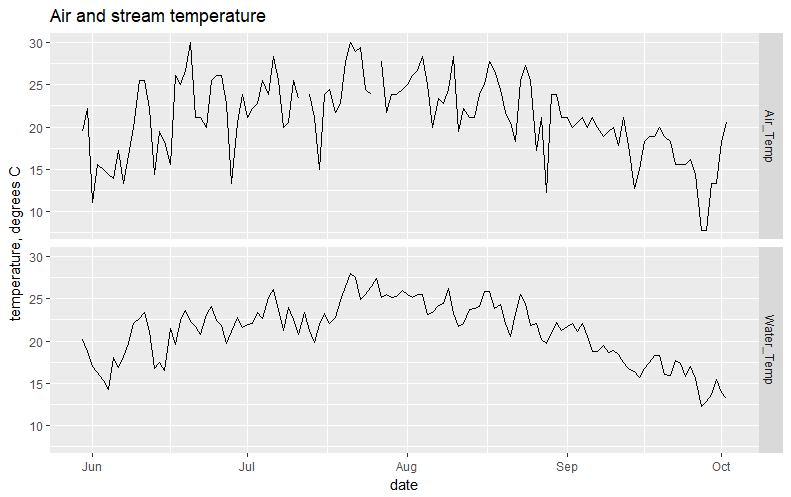 Air and stream temperature
temperature, degrees C
30
25
20
15
10
Air_Temp
30
25
20
15
10
Water_Temp
Jun Jul Aug Sep Oct
date